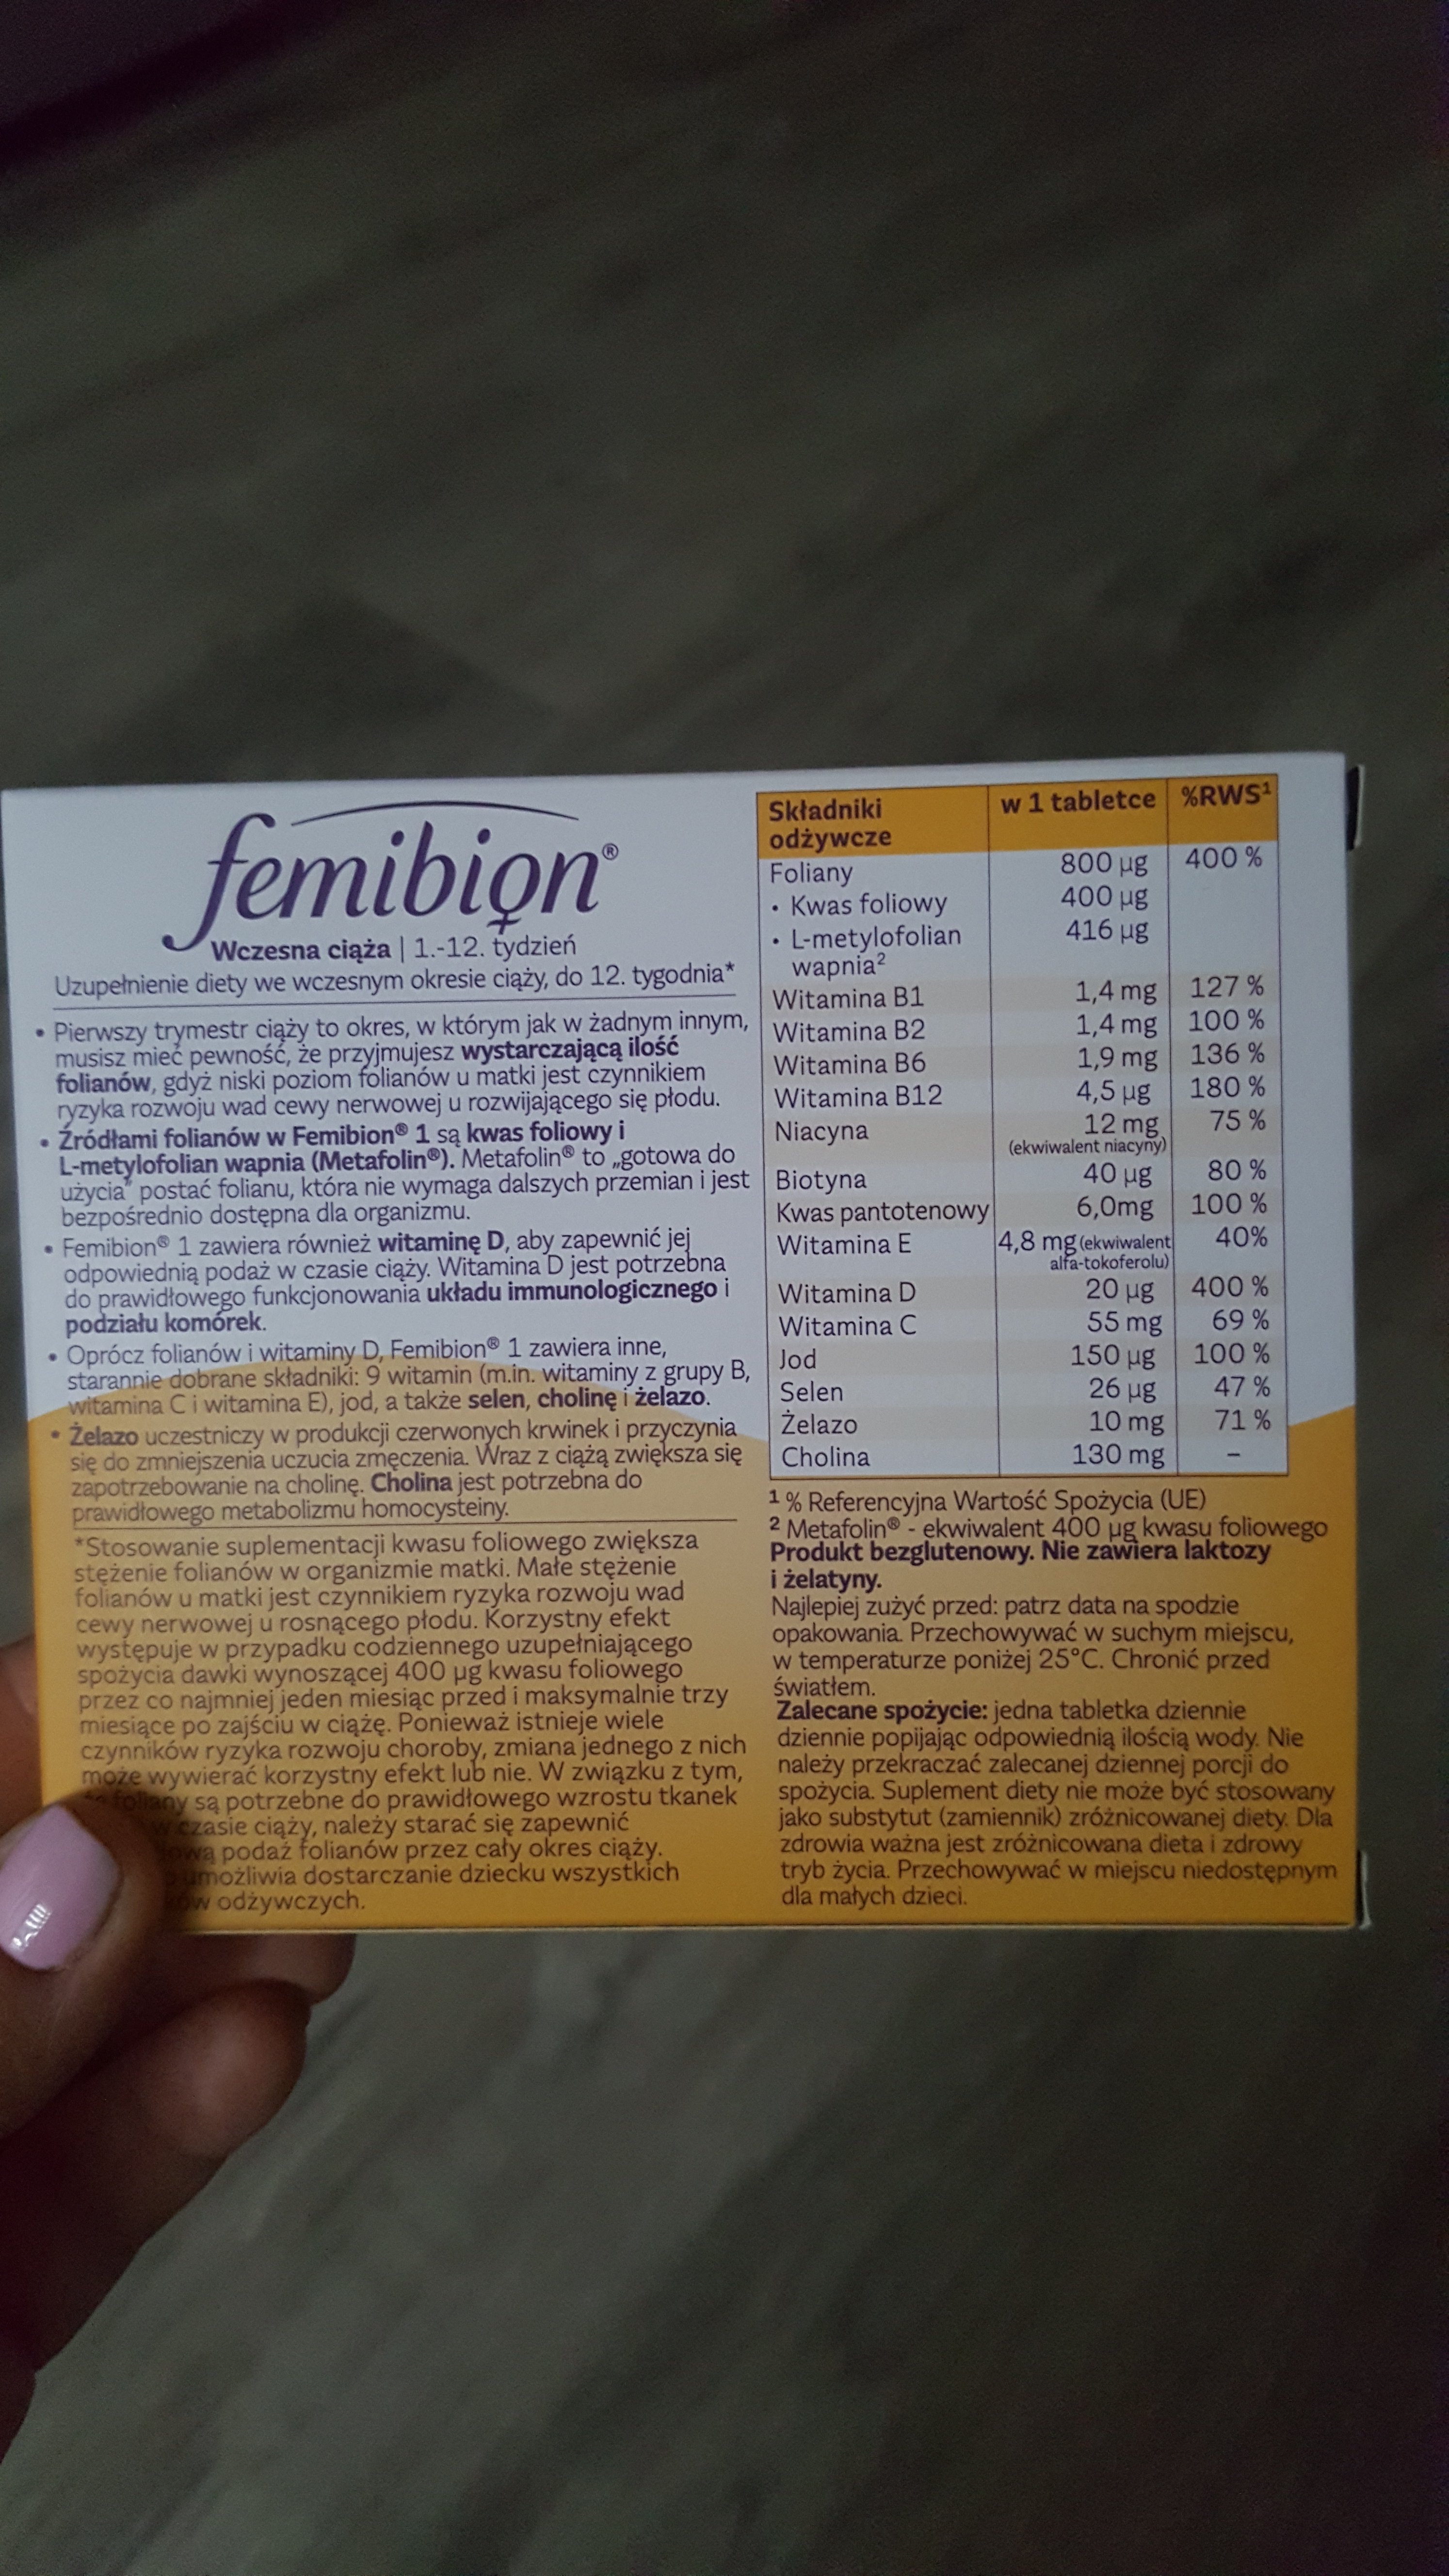 femibion®
Wczesna ciąża | 1.-12. tydzień
Uzupełnienie diety we wczesnym okresie ciąży, do 12. tygodnia*
• Pierwszy trymestr ciąży to okres, w którym jak w żadnym innym,
musisz mieć pewność, że przyjmujesz wystarczającą ilość
folianów, gdyż niski poziom folianów u matki jest czynnikiem
ryzyka rozwoju wad cewy nerwowej u rozwijającego się płodu.
• Źródłami folianów w Femibion® 1 są kwas foliowy i
L-metylofolian wapnia (Metafolin®). Metafolin® to „gotowa do
użycia” postać folianu, która nie wymaga dalszych przemian i jest
bezpośrednio dostępna dla organizmu.
• Femibion® 1 zawiera również witaminę D, aby zapewnić jej
odpowiednią podaż w czasie ciąży. Witamina D jest potrzebna
do prawidłowego funkcjonowania układu immunologicznego i
podziału komórek.
• Oprócz folianów i witaminy D, Femibion® 1 zawiera inne,
starannie dobrane składniki: 9 witamin (m.in. witaminy z grupy B,
witamina C i witamina E), jod, a także selen, cholinę i żelazo.
• Żelazo uczestniczy w produkcji czerwonych krwinek i przyczynia
się do zmniejszenia uczucia zmęczenia. Wraz z ciążą zwiększa się
zapotrzebowanie na cholinę. Cholina jest potrzebna do
prawidłowego metabolizmu homocysteiny.
*Stosowanie suplementacji kwasu foliowego zwiększa
stężenie folianów w organizmie matki. Małe stężenie
folianów u matki jest czynnikiem ryzyka rozwoju wad
cewy nerwowej u rosnącego płodu. Korzystny efekt
występuje w przypadku codziennego uzupełniającego
spożycia dawki wynoszącej 400 µg kwasu foliowego
przez co najmniej jeden miesiąc przed i maksymalnie trzy
miesiące po zajściu w ciążę. Ponieważ istnieje wiele
czynników ryzyka rozwoju choroby, zmiana jednego z nich
może wywierać korzystny efekt lub nie. W związku z tym,
że foliany są potrzebne do prawidłowego wzrostu tkanek
w czasie ciąży, należy starać się zapewnić
podaż folianów przez cały okres ciąży.
umożliwia dostarczanie dziecku wszystkich
odżywczych.
Składniki odżywcze w 1 tabletce %RWS¹
Foliany 800 µg 400 %
• Kwas foliowy 400 µg
• L-metylofolian wapnia² 416 µg
Witamina B1 1,4 mg 127 %
Witamina B2 1,4 mg 100 %
Witamina B6 1,9 mg 136 %
Witamina B12 4,5 µg 180 %
Niacyna 12 mg (ekwiwalent niacyny) 75 %
Biotyna 40 µg 80 %
Kwas pantotenowy 6,0mg 100 %
Witamina E 4,8 mg (ekwiwalent alfa-tokoferolu) 40%
Witamina D 20 µg 400 %
Witamina C 55 mg 69 %
Jod 150 µg 100 %
Selen 26 µg 47 %
Żelazo 10 mg 71 %
Cholina 130 mg –
¹ % Referencyjna Wartość Spożycia (UE)
² Metafolin® - ekwiwalent 400 µg kwasu foliowego
Produkt bezglutenowy. Nie zawiera laktozy
i żelatyny.
Najlepiej zużyć przed: patrz data na spodzie
opakowania. Przechowywać w suchym miejscu,
w temperaturze poniżej 25°C. Chronić przed
światłem.
Zalecane spożycie: jedna tabletka dziennie
dziennie popijając odpowiednią ilością wody. Nie
należy przekraczać zalecanej dziennej porcji do
spożycia. Suplement diety nie może być stosowany
jako substytut (zamiennik) zróżnicowanej diety. Dla
zdrowia ważna jest zróżnicowana dieta i zdrowy
tryb życia. Przechowywać w miejscu niedostępnym
dla małych dzieci.